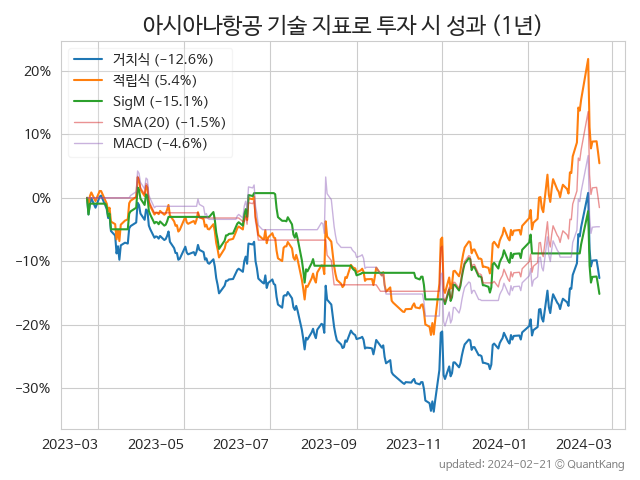 아시아나항공 기술 지표로 투자 시 성과 (1년)
거치식 (−12.6%)
적립식 (5.4%)
SigM (−15.1%)
SMA(20) (−1.5%)
MACD (−4.6%)
20%
10%
0%
−10%
−20%
−30%
2023-03 2023-05 2023-07 2023-09 2023-11 2024-01 2024-03
updated: 2024-02-21 © QuantKang